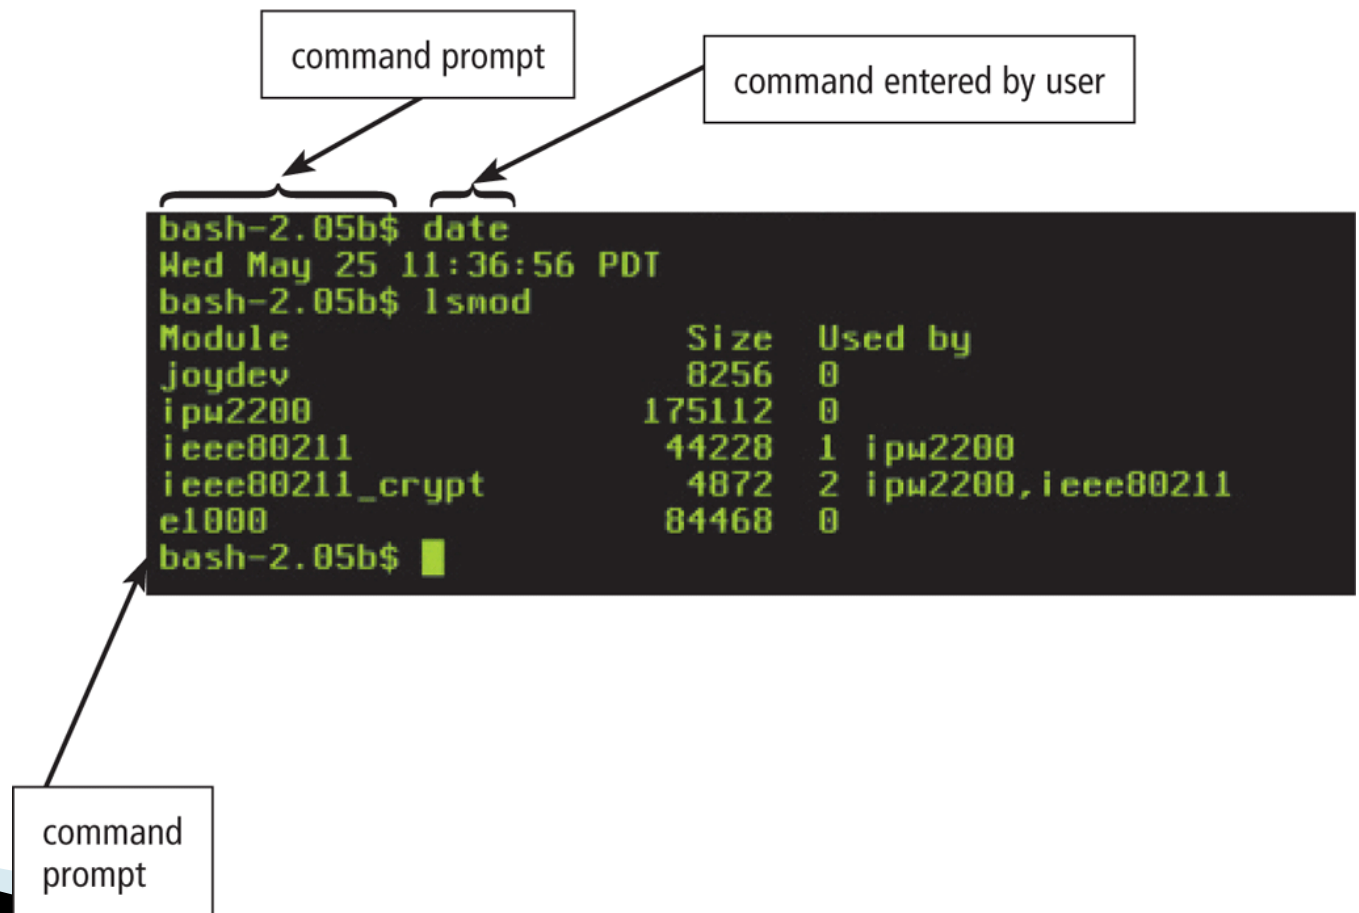 command prompt
command entered by user
bash-2.05b$ date
Wed May 25 11:36:56 PDT
bash-2.05b$ lsmod
Module Size Used by
joydev 8256 0
ipw2200 175112 0
ieee80211 44228 1 ipw2200
ieee80211_crypt 4872 2 ipw2200,ieee80211
e1000 84468 0
bash-2.05b$
command
prompt